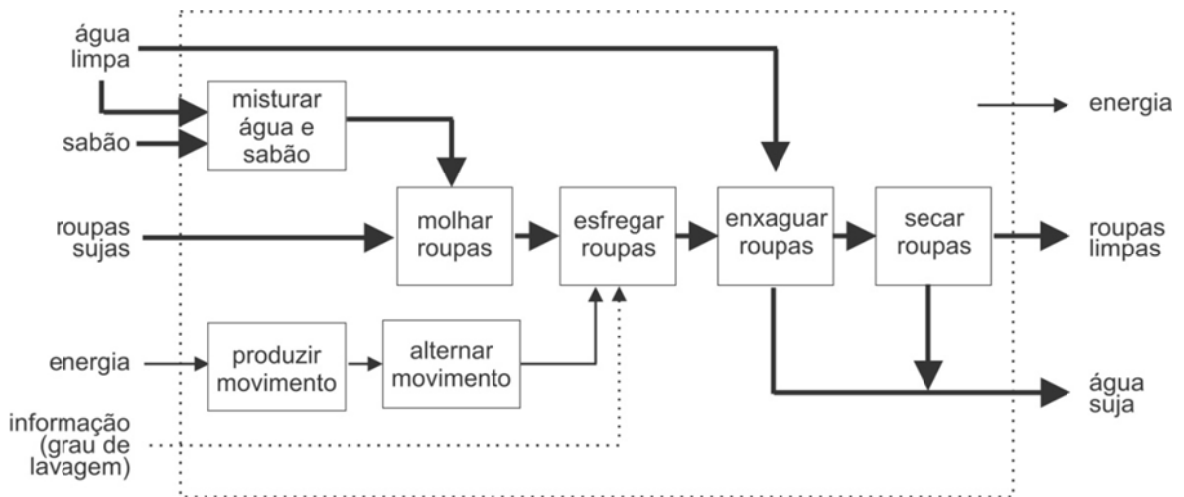 água
limpa
misturar
água e
sabão
energia
sabão
roupas
sujas
molhar
roupas
esfregar
roupas
enxaguar
roupas
secar
roupas
roupas
limpas
energia
produzir
movimento
alternar
movimento
água
suja
informação
(grau de
lavagem)